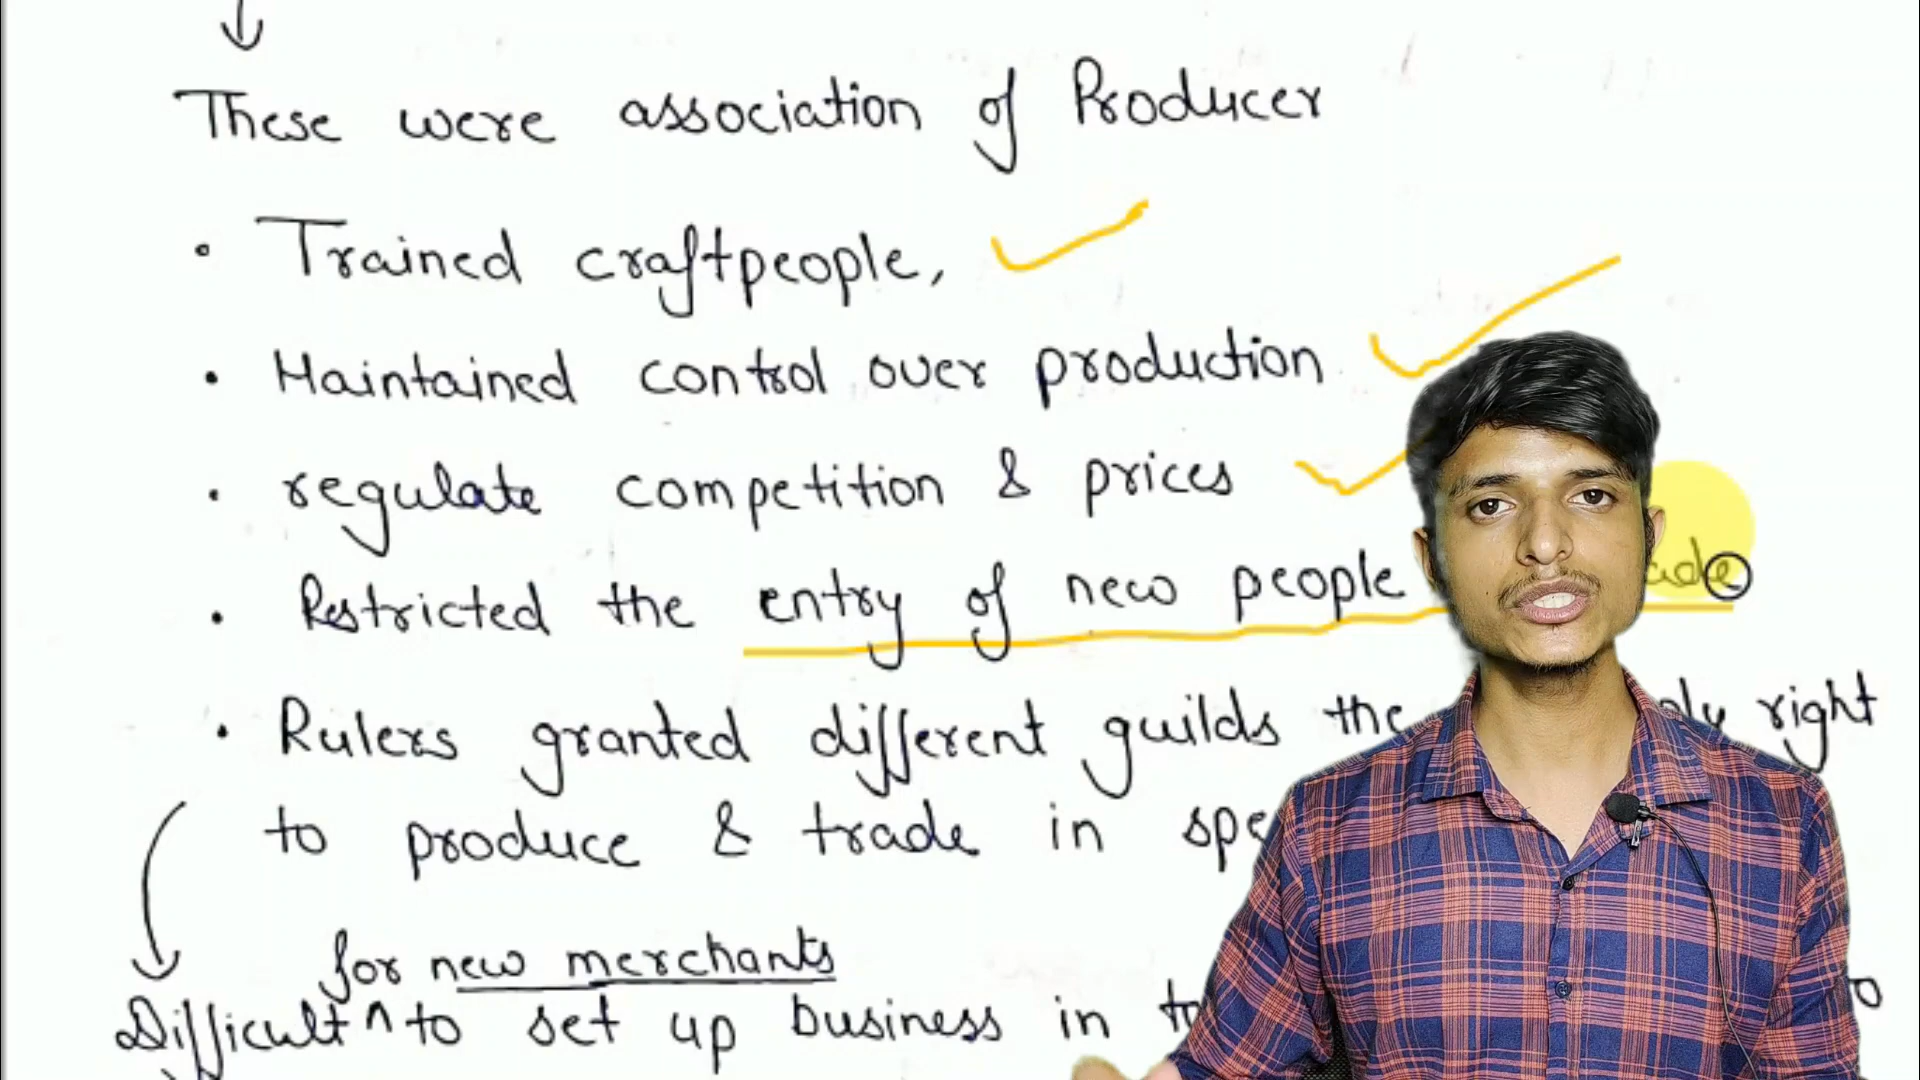 These were association of Producer
• Trained craftpeople,
• Maintained control over production
• regulate competition & prices
• Restricted the entry of new people
• Rulers granted different guilds the right
to produce & trade in
for new merchants
Difficult ^ to set up business in